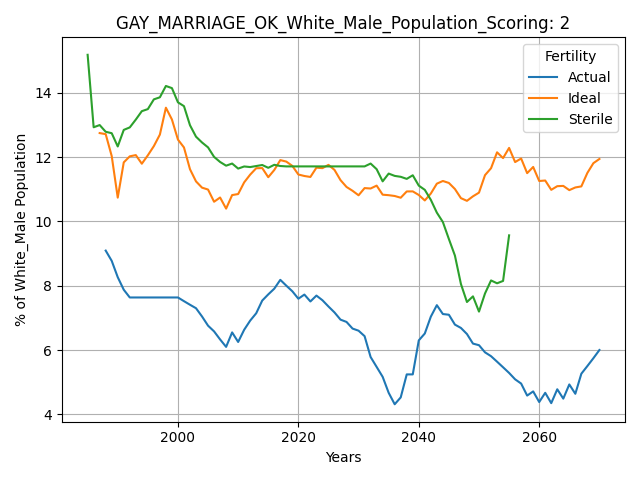 GAY_MARRIAGE_OK_White_Male_Population_Scoring: 2
Fertility
Actual
Ideal
Sterile
% of White_Male Population
14
12
10
8
6
4
2000 2020 2040 2060
Years